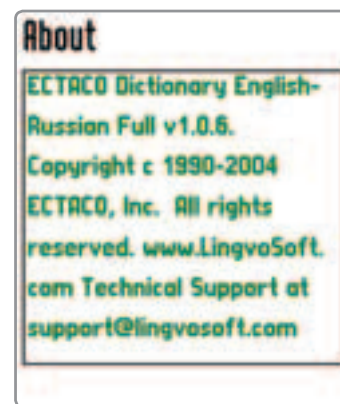 About
ECTACO Dictionary English-
Russian Full v1.0.6.
Copyright c 1990-2004
ECTACO, Inc. All rights
reserved. www.LingvoSoft.
com Technical Support at
support@lingvosoft.com